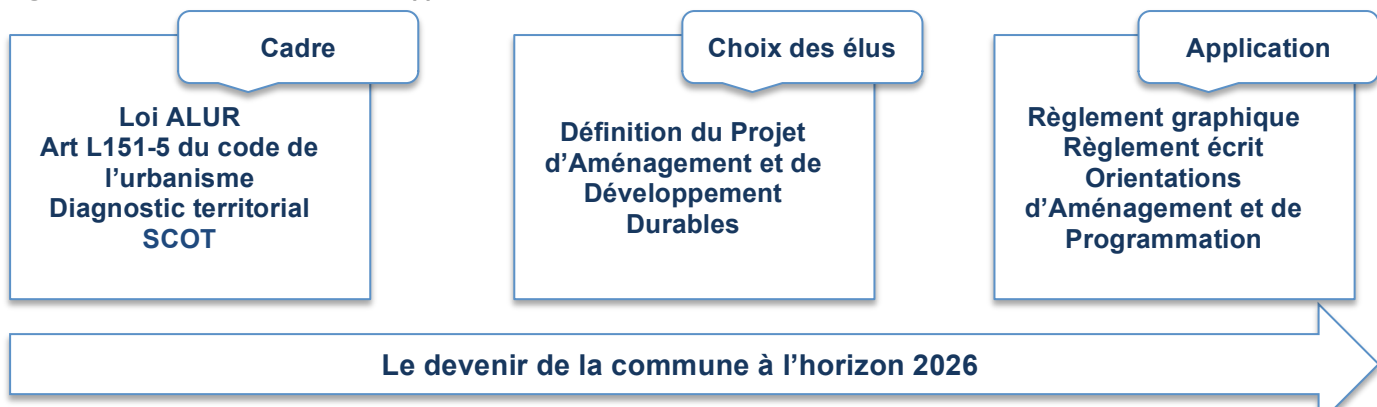 Cadre
Loi ALUR
Art L151-5 du code de
l’urbanisme
Diagnostic territorial
SCOT
Choix des élus
Définition du Projet
d’Aménagement et de
Développement
Durables
Application
Règlement graphique
Règlement écrit
Orientations
d’Aménagement et de
Programmation
Le devenir de la commune à l’horizon 2026